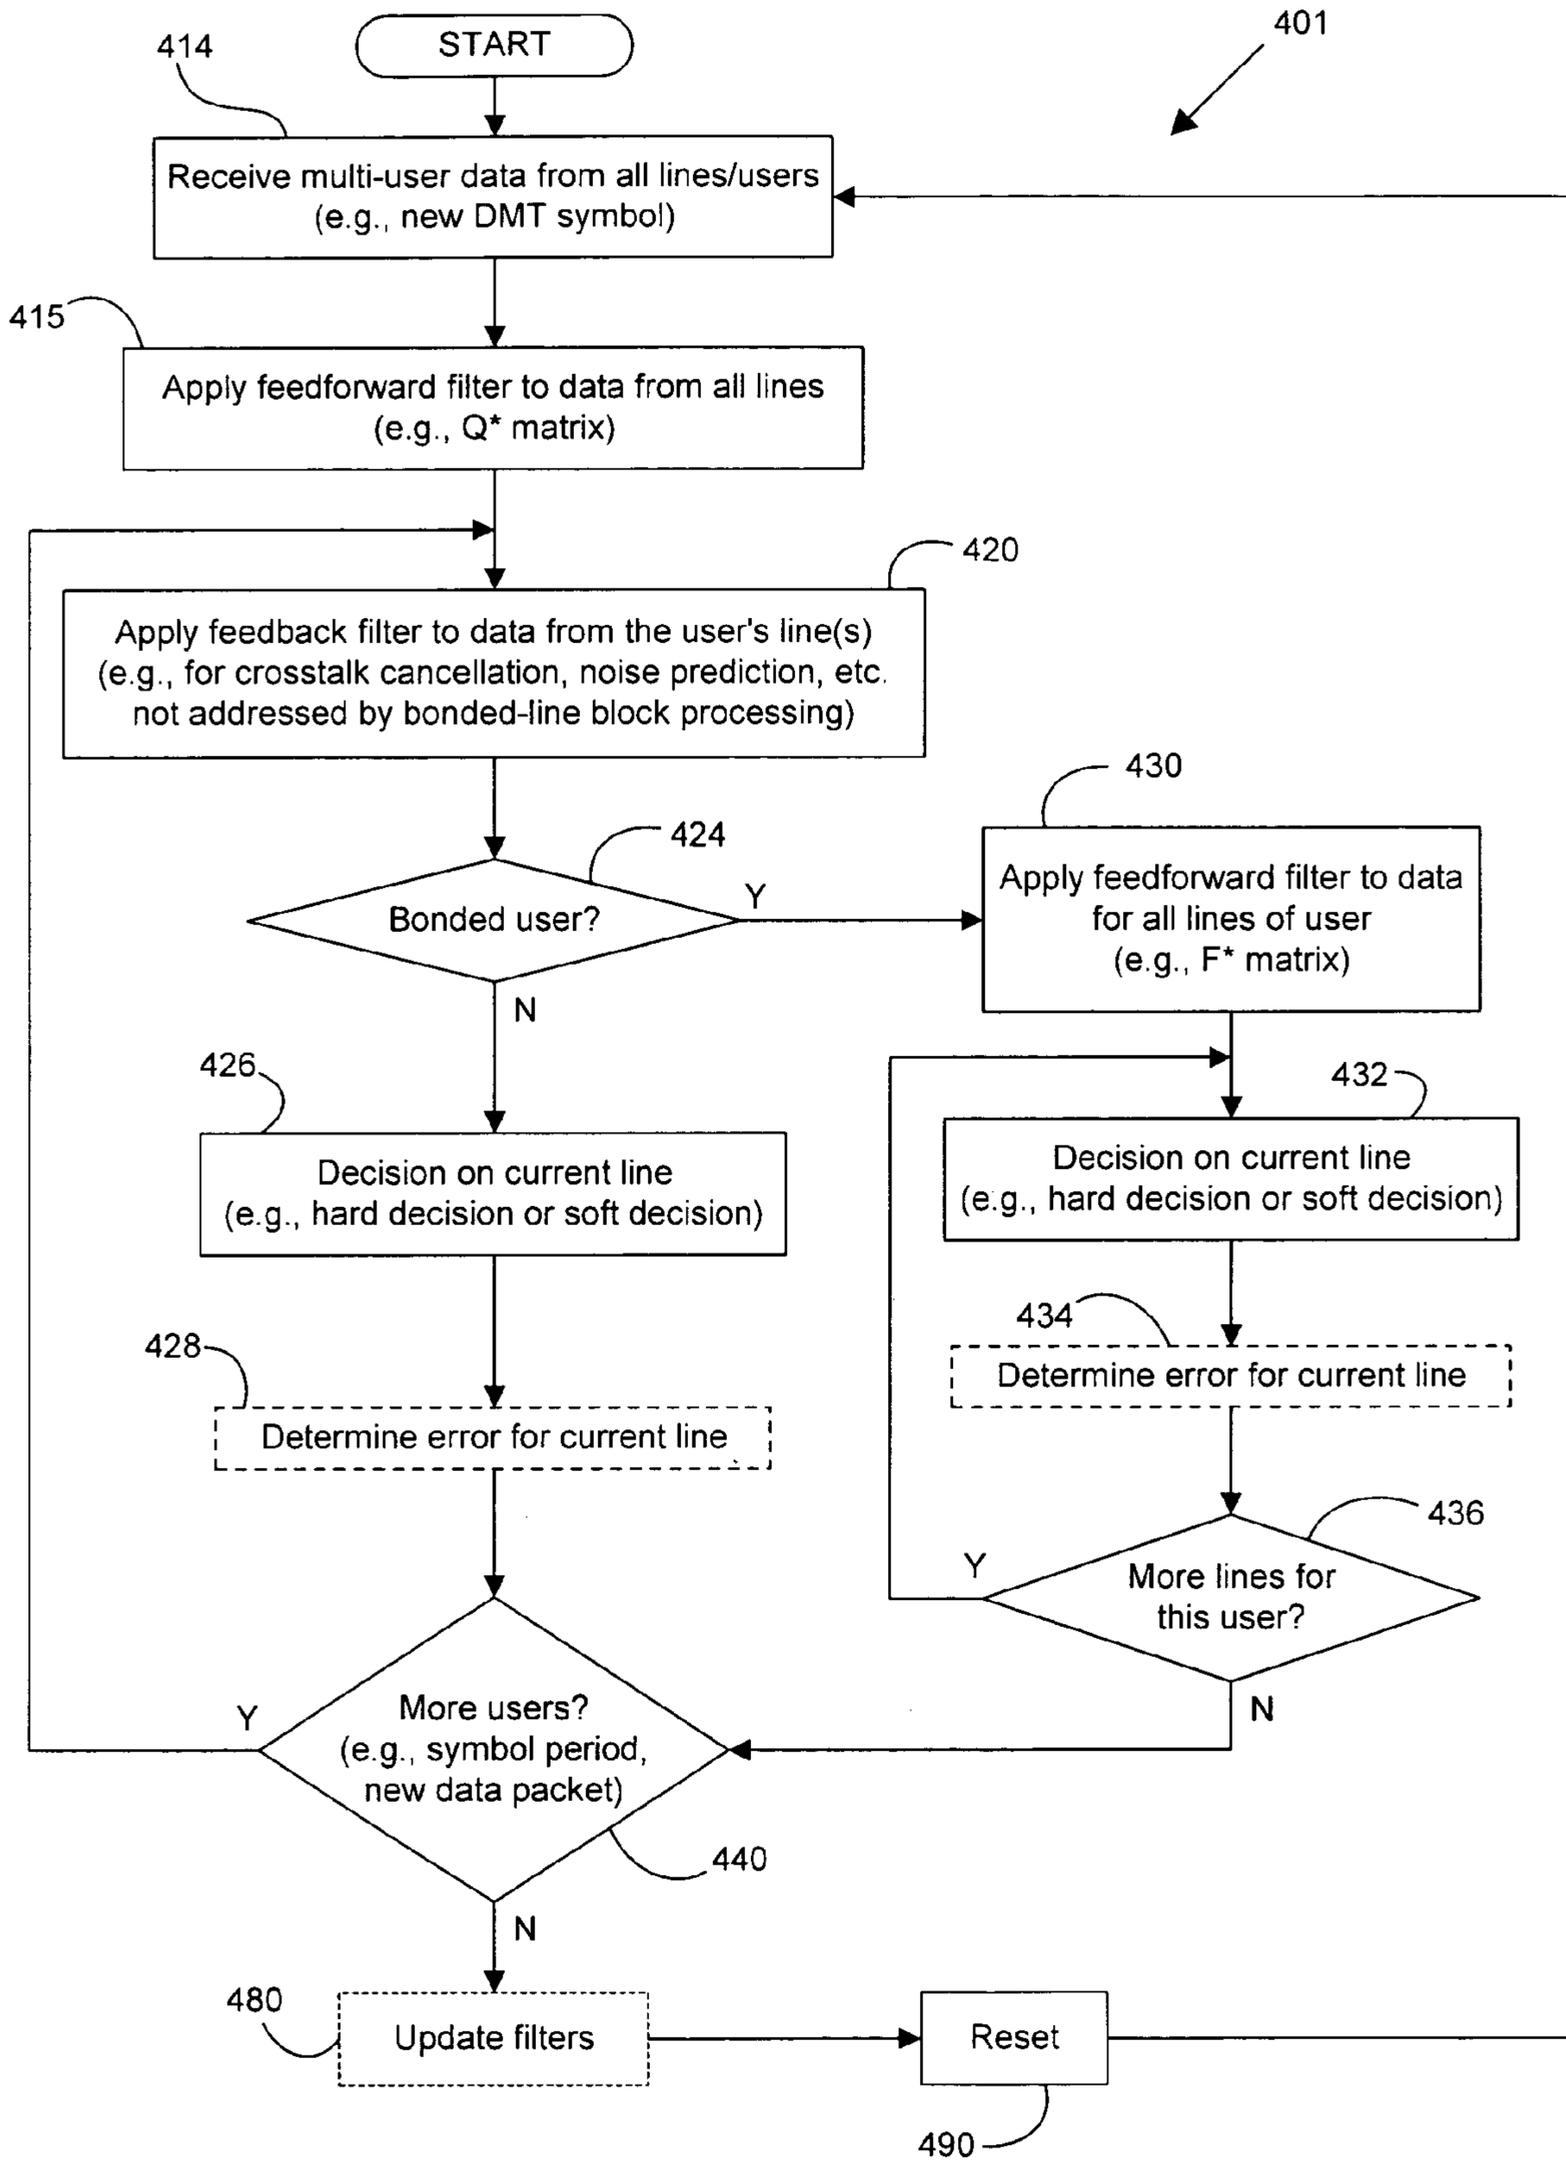 401
START
414
Receive multi-user data from all lines/users
(e.g., new DMT symbol)
415
Apply feedforward filter to data from all lines
(e.g., Q* matrix)
420
Apply feedback filter to data from the user's line(s)
(e.g., for crosstalk cancellation, noise prediction, etc.
not addressed by bonded-line block processing)
424
Bonded user?
Y
N
430
Apply feedforward filter to data
for all lines of user
(e.g., F* matrix)
426
Decision on current line
(e.g., hard decision or soft decision)
432
Decision on current line
(e.g., hard decision or soft decision)
428
Determine error for current line
434
Determine error for current line
436
More lines for
this user?
Y
N
More users?
(e.g., symbol period,
new data packet)
Y
440
N
480
Update filters
Reset
490